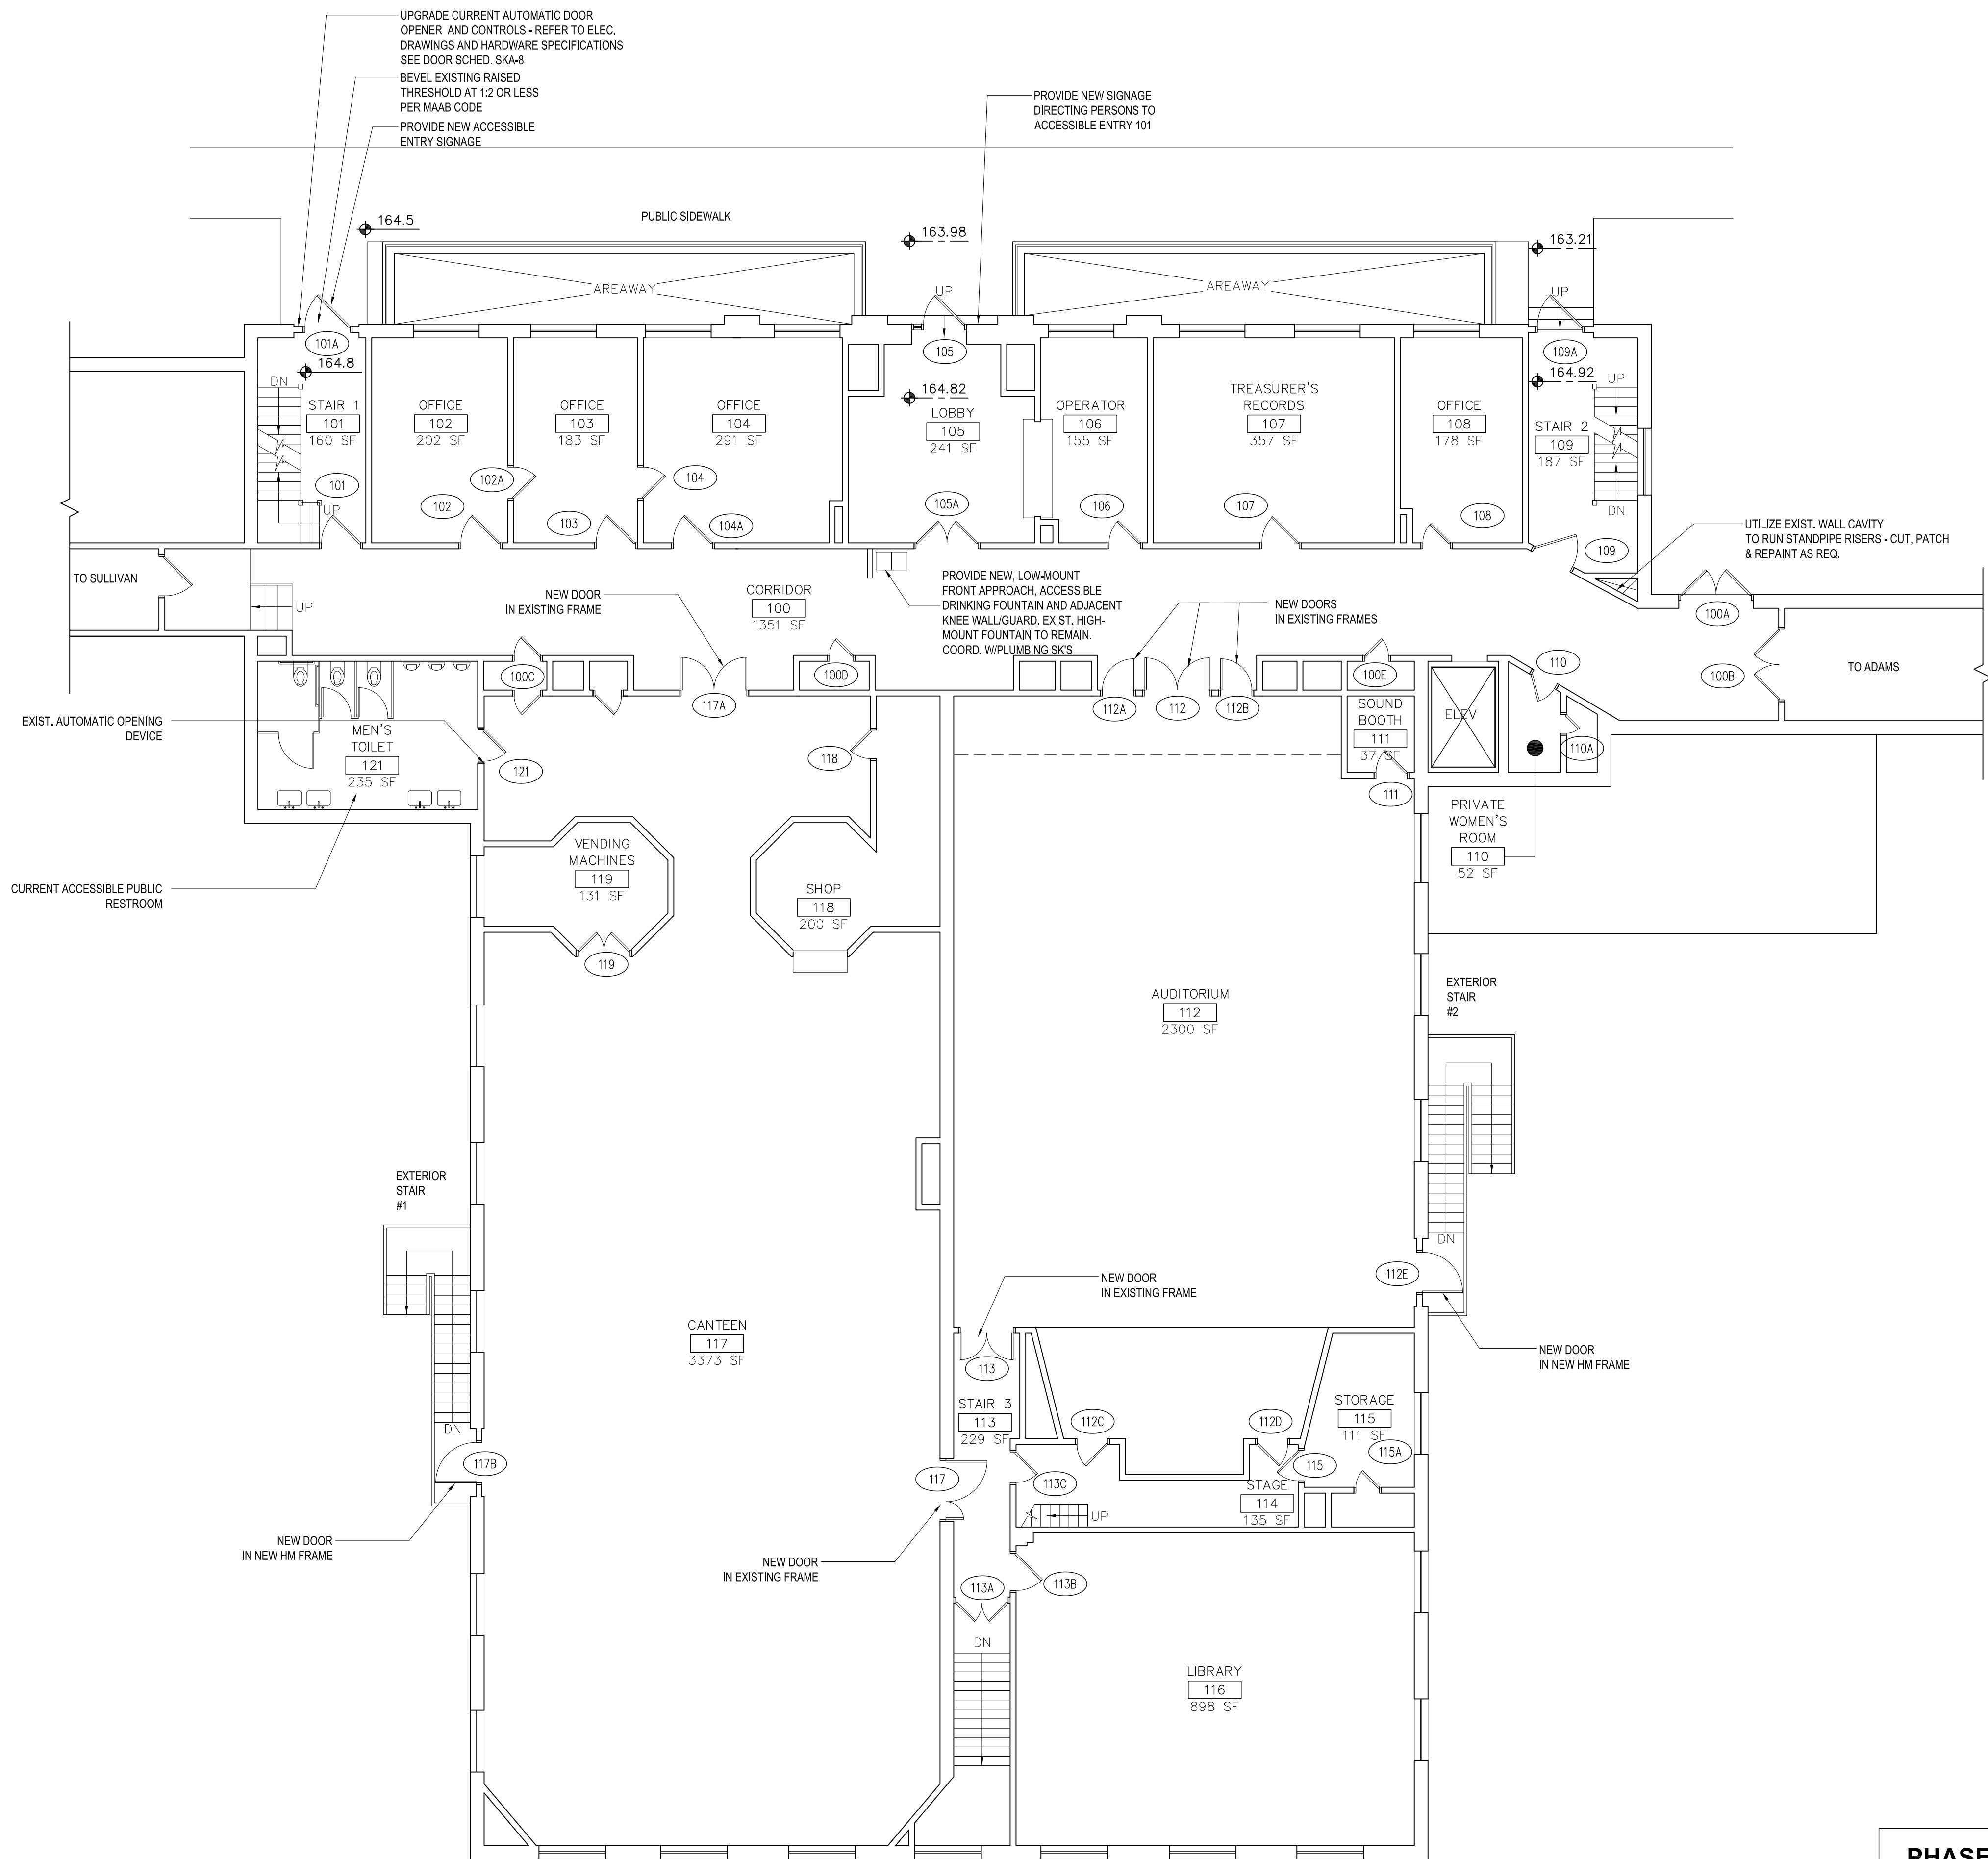 UPGRADE CURRENT AUTOMATIC DOOR
OPENER AND CONTROLS - REFER TO ELEC.
DRAWINGS AND HARDWARE SPECIFICATIONS
SEE DOOR SCHED. SKA-8
BEVEL EXISTING RAISED
THRESHOLD AT 1:2 OR LESS
PER MAAB CODE
PROVIDE NEW ACCESSIBLE
ENTRY SIGNAGE
PROVIDE NEW SIGNAGE
DIRECTING PERSONS TO
ACCESSIBLE ENTRY 101
PUBLIC SIDEWALK
164.5
163.98
163.21
AREAWAY
UP
AREAWAY
UP
101A
105
109A
164.8
164.82
164.92
DN
STAIR 1
101
160 SF
101
UP
OFFICE
102
202 SF
102A
102
OFFICE
103
183 SF
103
OFFICE
104
291 SF
104
104A
LOBBY
105
241 SF
105A
OPERATOR
106
155 SF
106
TREASURER'S
RECORDS
107
357 SF
107
OFFICE
108
178 SF
108
UP
STAIR 2
109
187 SF
DN
109
UTILIZE EXIST. WALL CAVITY
TO RUN STANDPIPE RISERS - CUT, PATCH
& REPAINT AS REQ.
TO SULLIVAN
UP
NEW DOOR
IN EXISTING FRAME
CORRIDOR
100
1351 SF
PROVIDE NEW, LOW-MOUNT
FRONT APPROACH, ACCESSIBLE
DRINKING FOUNTAIN AND ADJACENT
KNEE WALL/GUARD. EXIST. HIGH-
MOUNT FOUNTAIN TO REMAIN.
COORD. W/PLUMBING SK'S
NEW DOORS
IN EXISTING FRAMES
100A
100B
TO ADAMS
100C
117A
100D
112A
112
112B
100E
110
ELEV
110A
EXIST. AUTOMATIC OPENING
DEVICE
MEN'S
TOILET
121
235 SF
121
118
SOUND
BOOTH
111
37 SF
111
PRIVATE
WOMEN'S
ROOM
110
52 SF
CURRENT ACCESSIBLE PUBLIC
RESTROOM
VENDING
MACHINES
119
131 SF
119
SHOP
118
200 SF
AUDITORIUM
112
2300 SF
EXTERIOR
STAIR
#2
DN
112E
EXTERIOR
STAIR
#1
DN
117B
NEW DOOR
IN EXISTING FRAME
CANTEEN
117
3373 SF
113
NEW DOOR
IN NEW HM FRAME
STAIR 3
113
229 SF
112C
112D
STORAGE
115
111 SF
115A
115
117
113C
STAGE
114
135 SF
UP
NEW DOOR
IN NEW HM FRAME
NEW DOOR
IN EXISTING FRAME
113A
113B
DN
LIBRARY
116
898 SF
PHASE